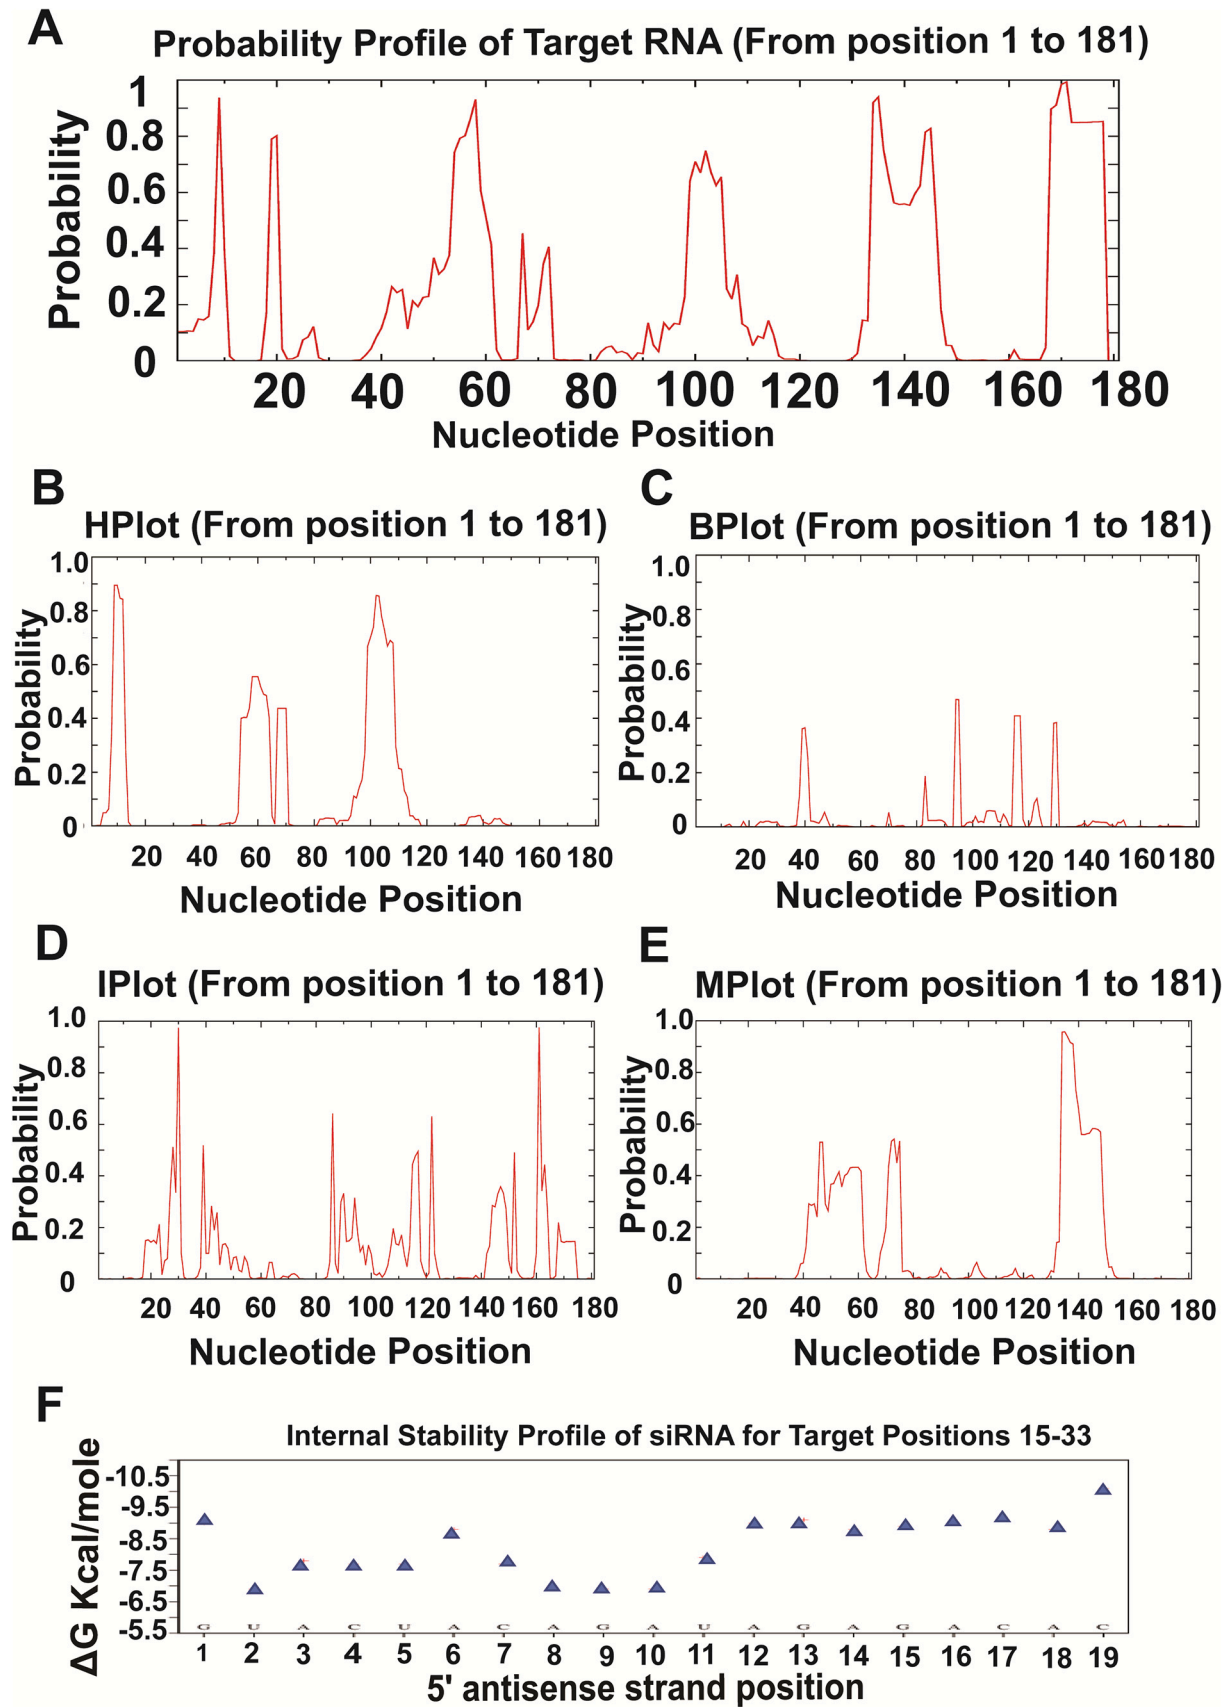 A
Probability Profile of Target RNA (From position 1 to 181)
Probability
1
0.8
0.6
0.4
0.2
0
20 40 60 80 100 120 140 160 180
Nucleotide Position
B
HPlot (From position 1 to 181)
Probability
1.0
0.8
0.6
0.4
0.2
0
20 40 60 80 100 120 140 160 180
Nucleotide Position
C
BPlot (From position 1 to 181)
Probability
1.0
0.8
0.6
0.4
0.2
0
20 40 60 80 100 120 140 160 180
Nucleotide Position
D
IPlot (From position 1 to 181)
Probability
1.0
0.8
0.6
0.4
0.2
0
20 40 60 80 100 120 140 160 180
Nucleotide Position
E
MPlot (From position 1 to 181)
Probability
1.0
0.8
0.6
0.4
0.2
0
20 40 60 80 100 120 140 160 180
Nucleotide Position
F
Internal Stability Profile of siRNA for Target Positions 15-33
ΔG Kcal/mole
-10.5
-9.5
-8.5
-7.5
-6.5
-5.5
G U A C U A C A G A U A G A G A C A C
1 2 3 4 5 6 7 8 9 10 11 12 13 14 15 16 17 18 19
5' antisense strand position